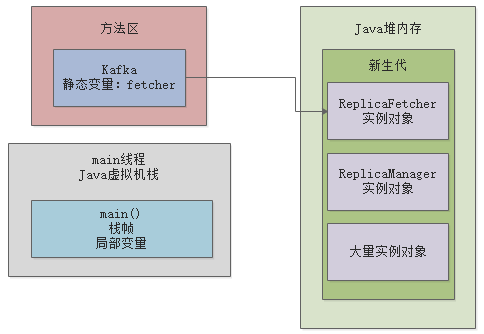 方法区
Kafka
静态变量：fetcher
main线程
Java虚拟机栈
main()
栈帧
局部变量
Java堆内存
新生代
ReplicaFetcher
实例对象
ReplicaManager
实例对象
大量实例对象